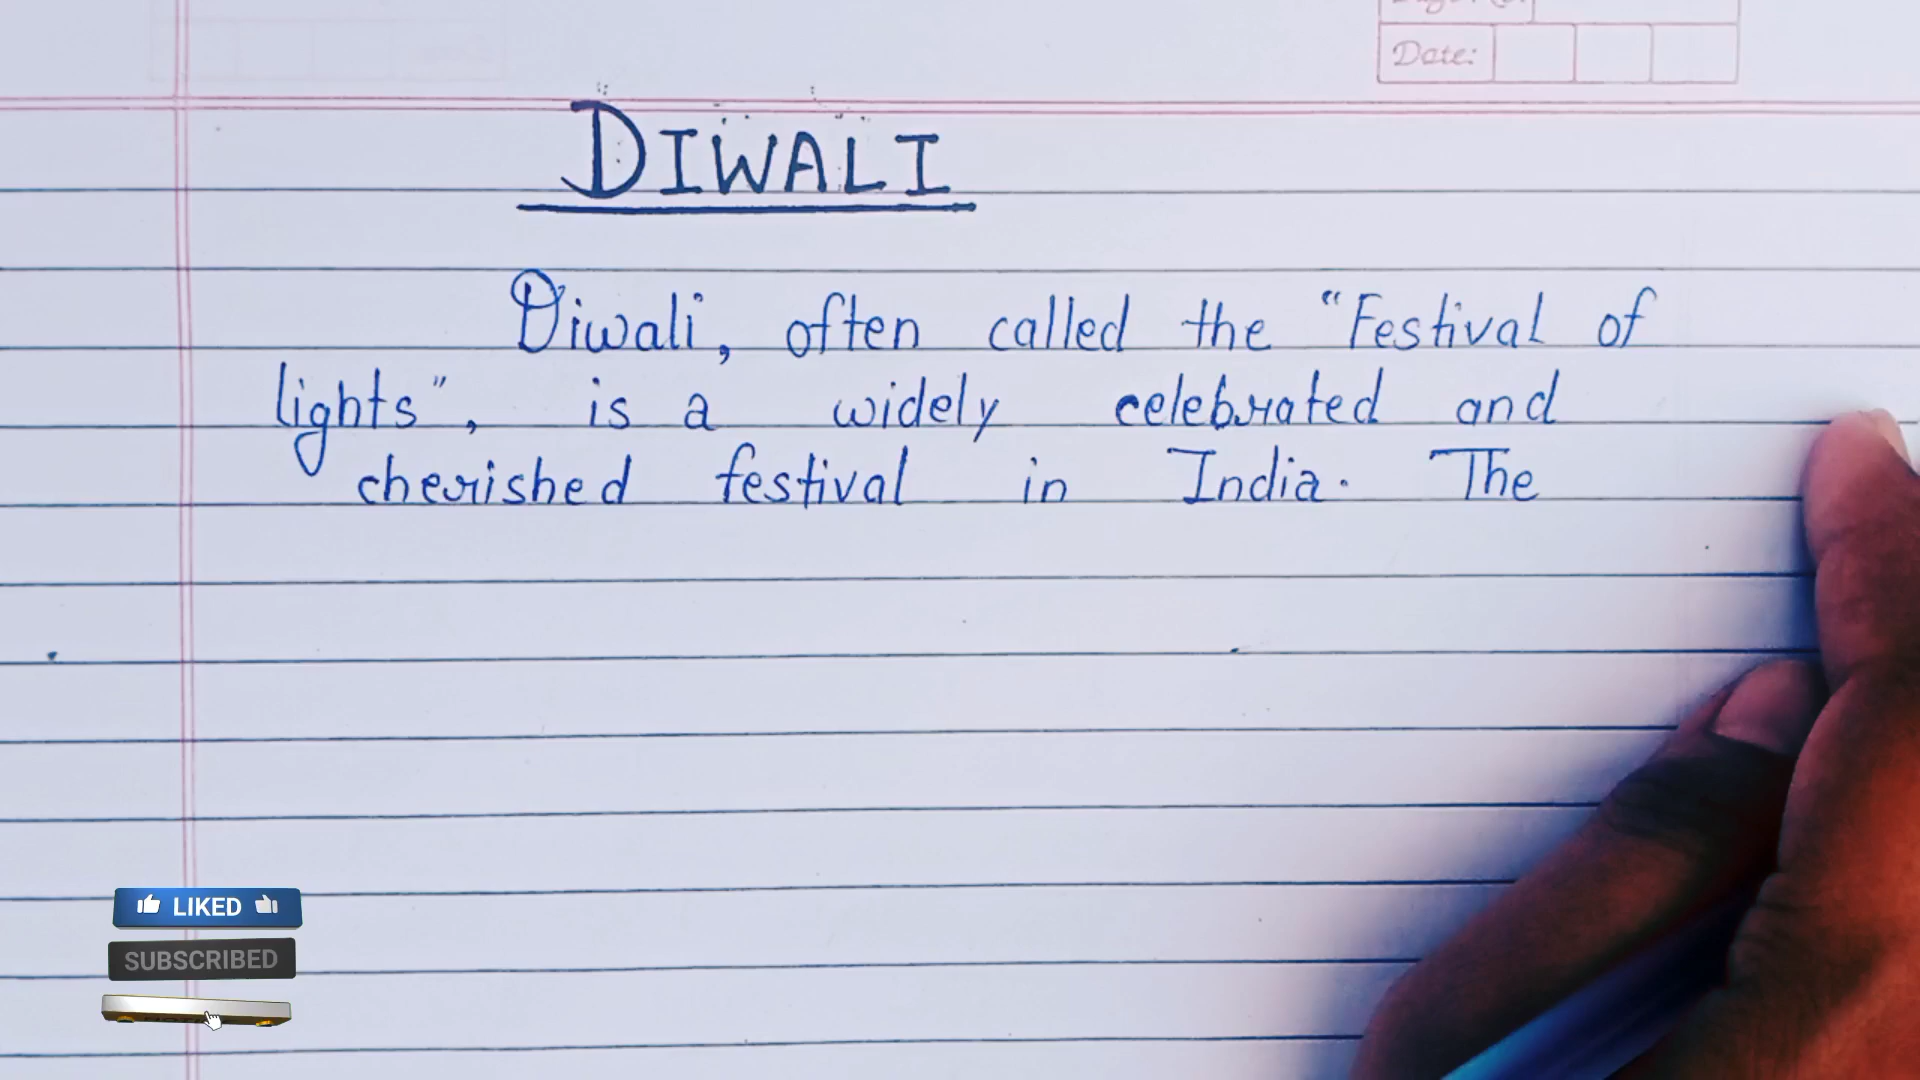 Date:
DIWALI
Diwali, often called the "Festival of
lights", is a widely celebrated and
cherished festival in India. The
LIKED
SUBSCRIBED